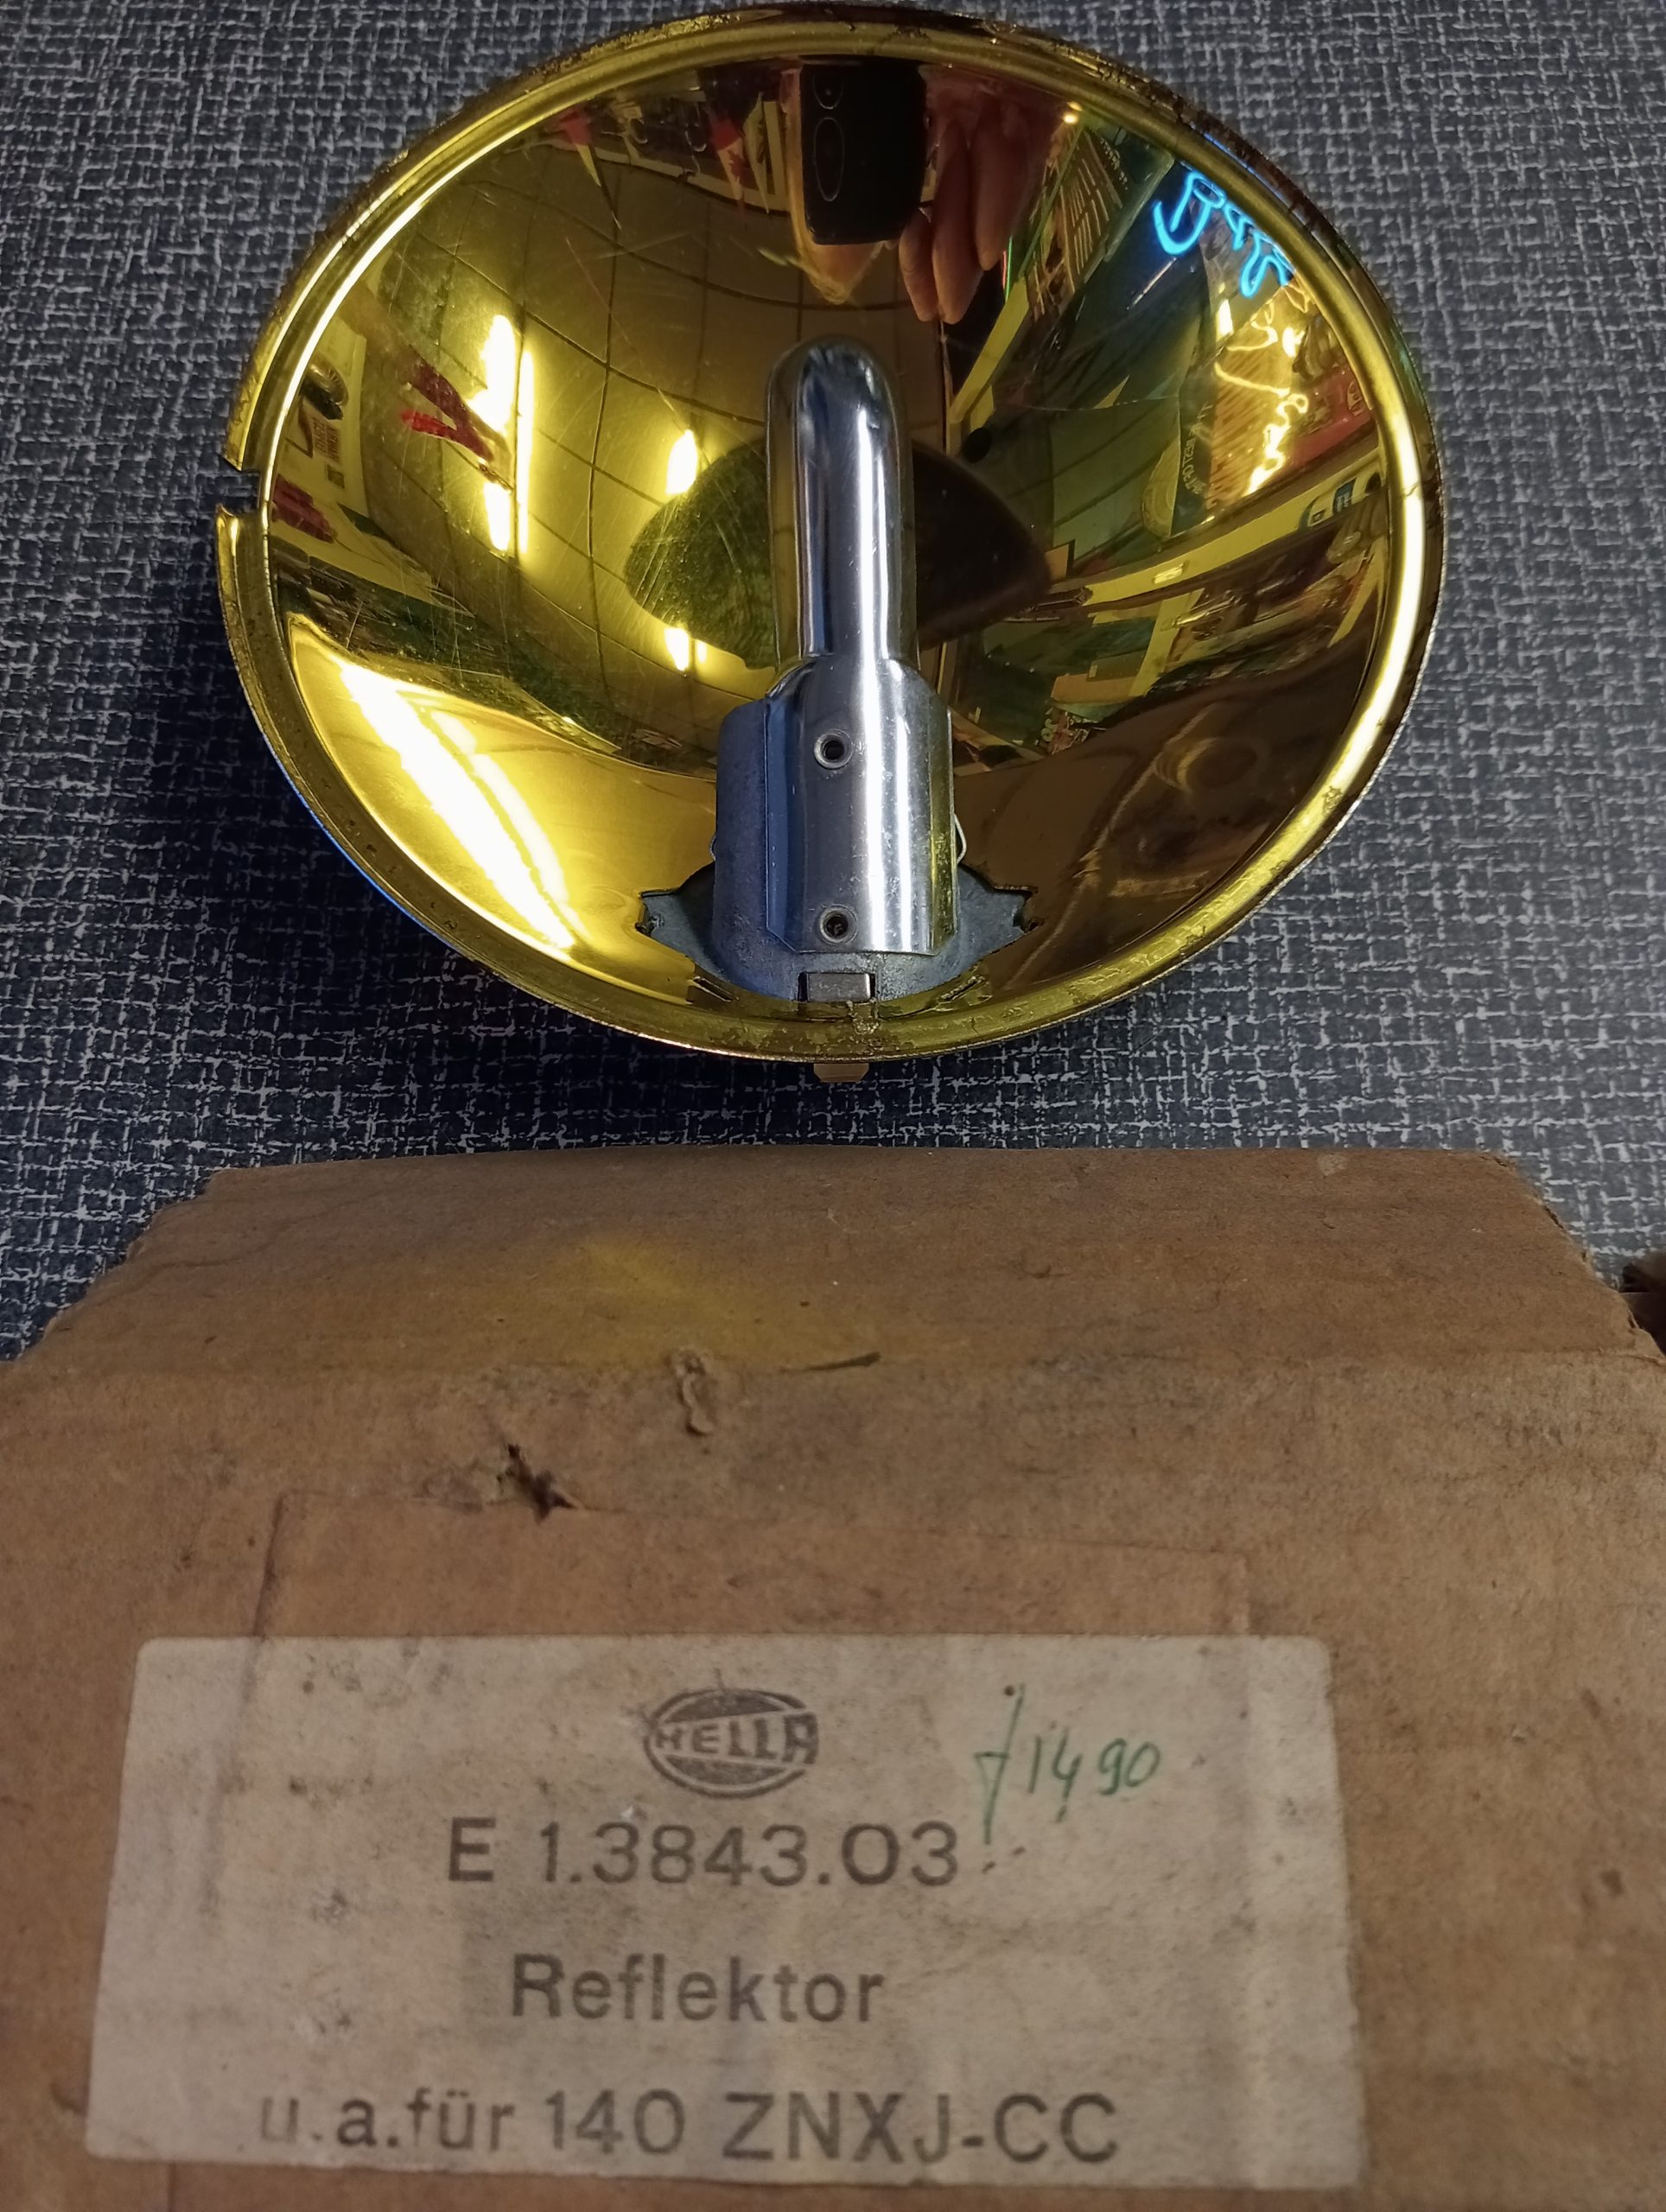 HELLA
ƒ 14,90
E 1.3843.03
Reflektor
u.a.für 140 ZNXJ-CC